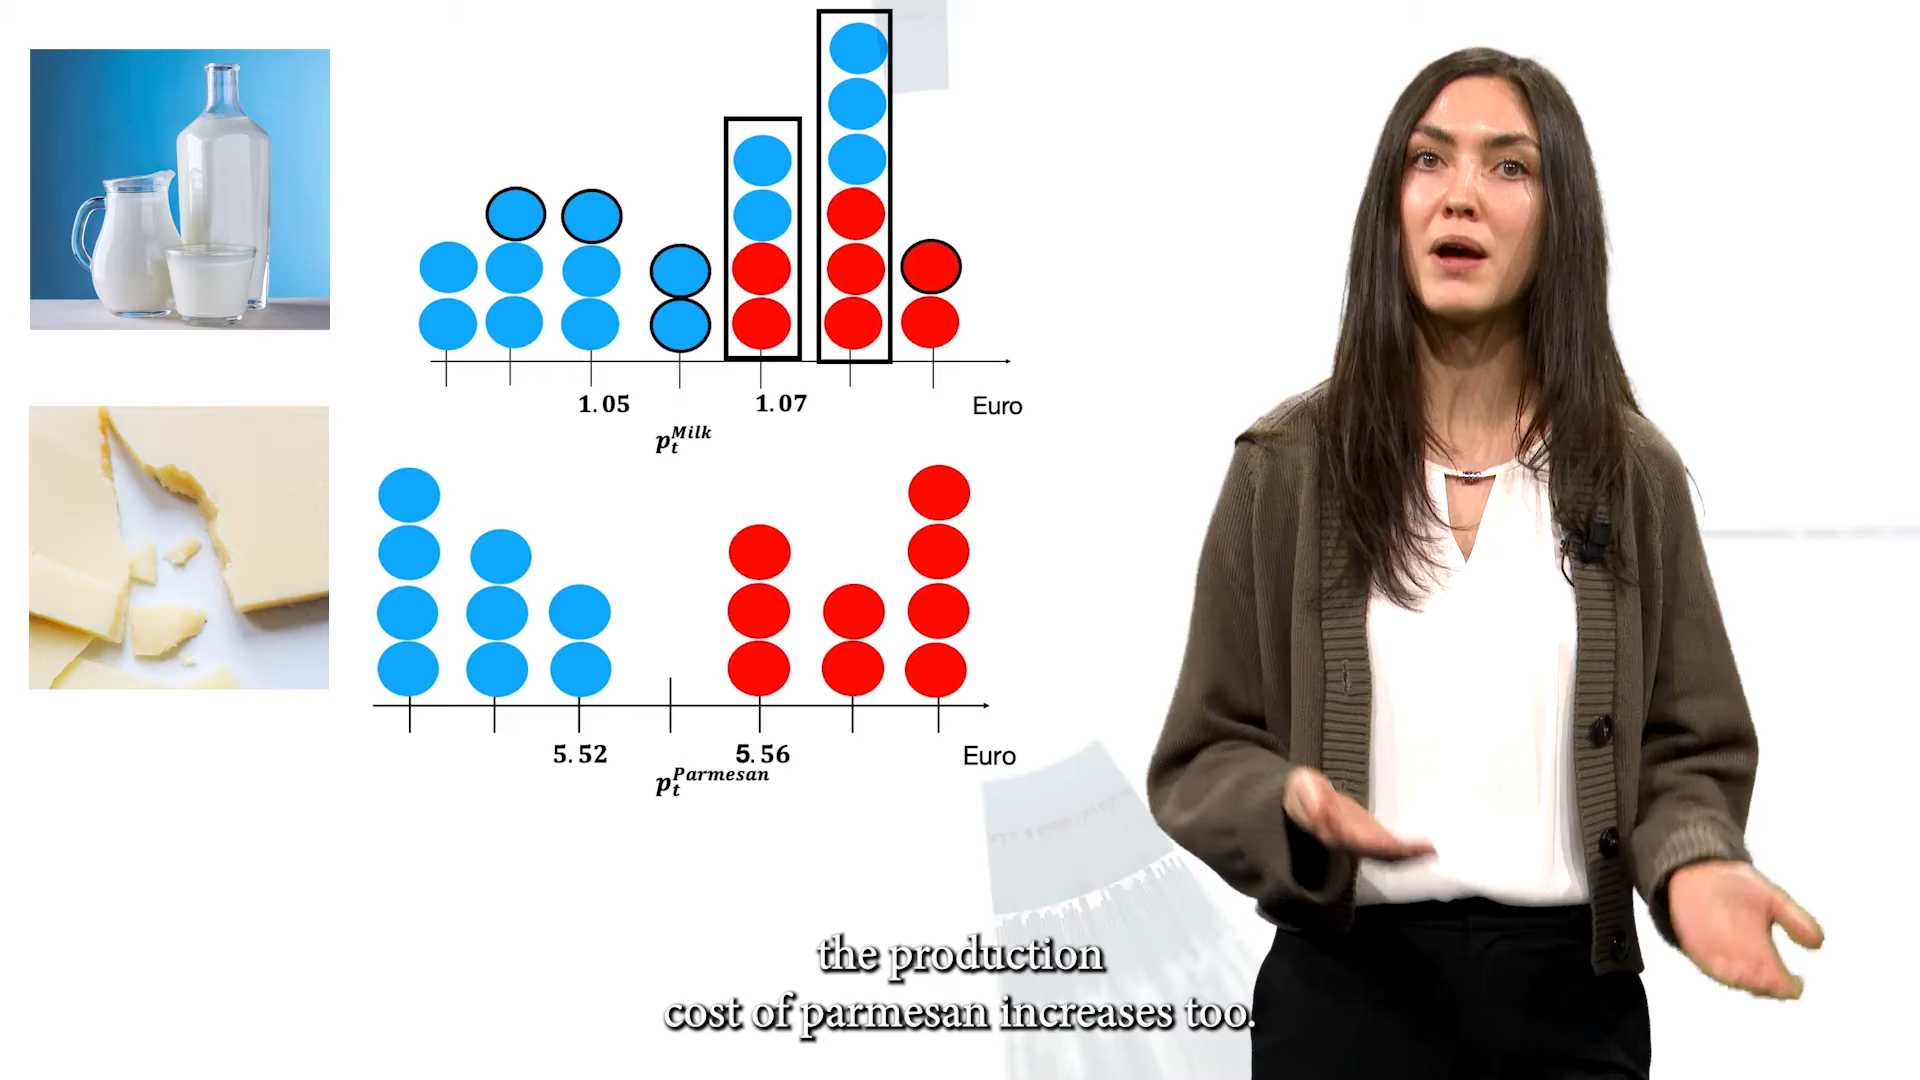 1.05
1.07
Euro
p_t^Milk
5.52
5.56
Euro
p_t^Parmesan
the production
cost of parmesan increases too.